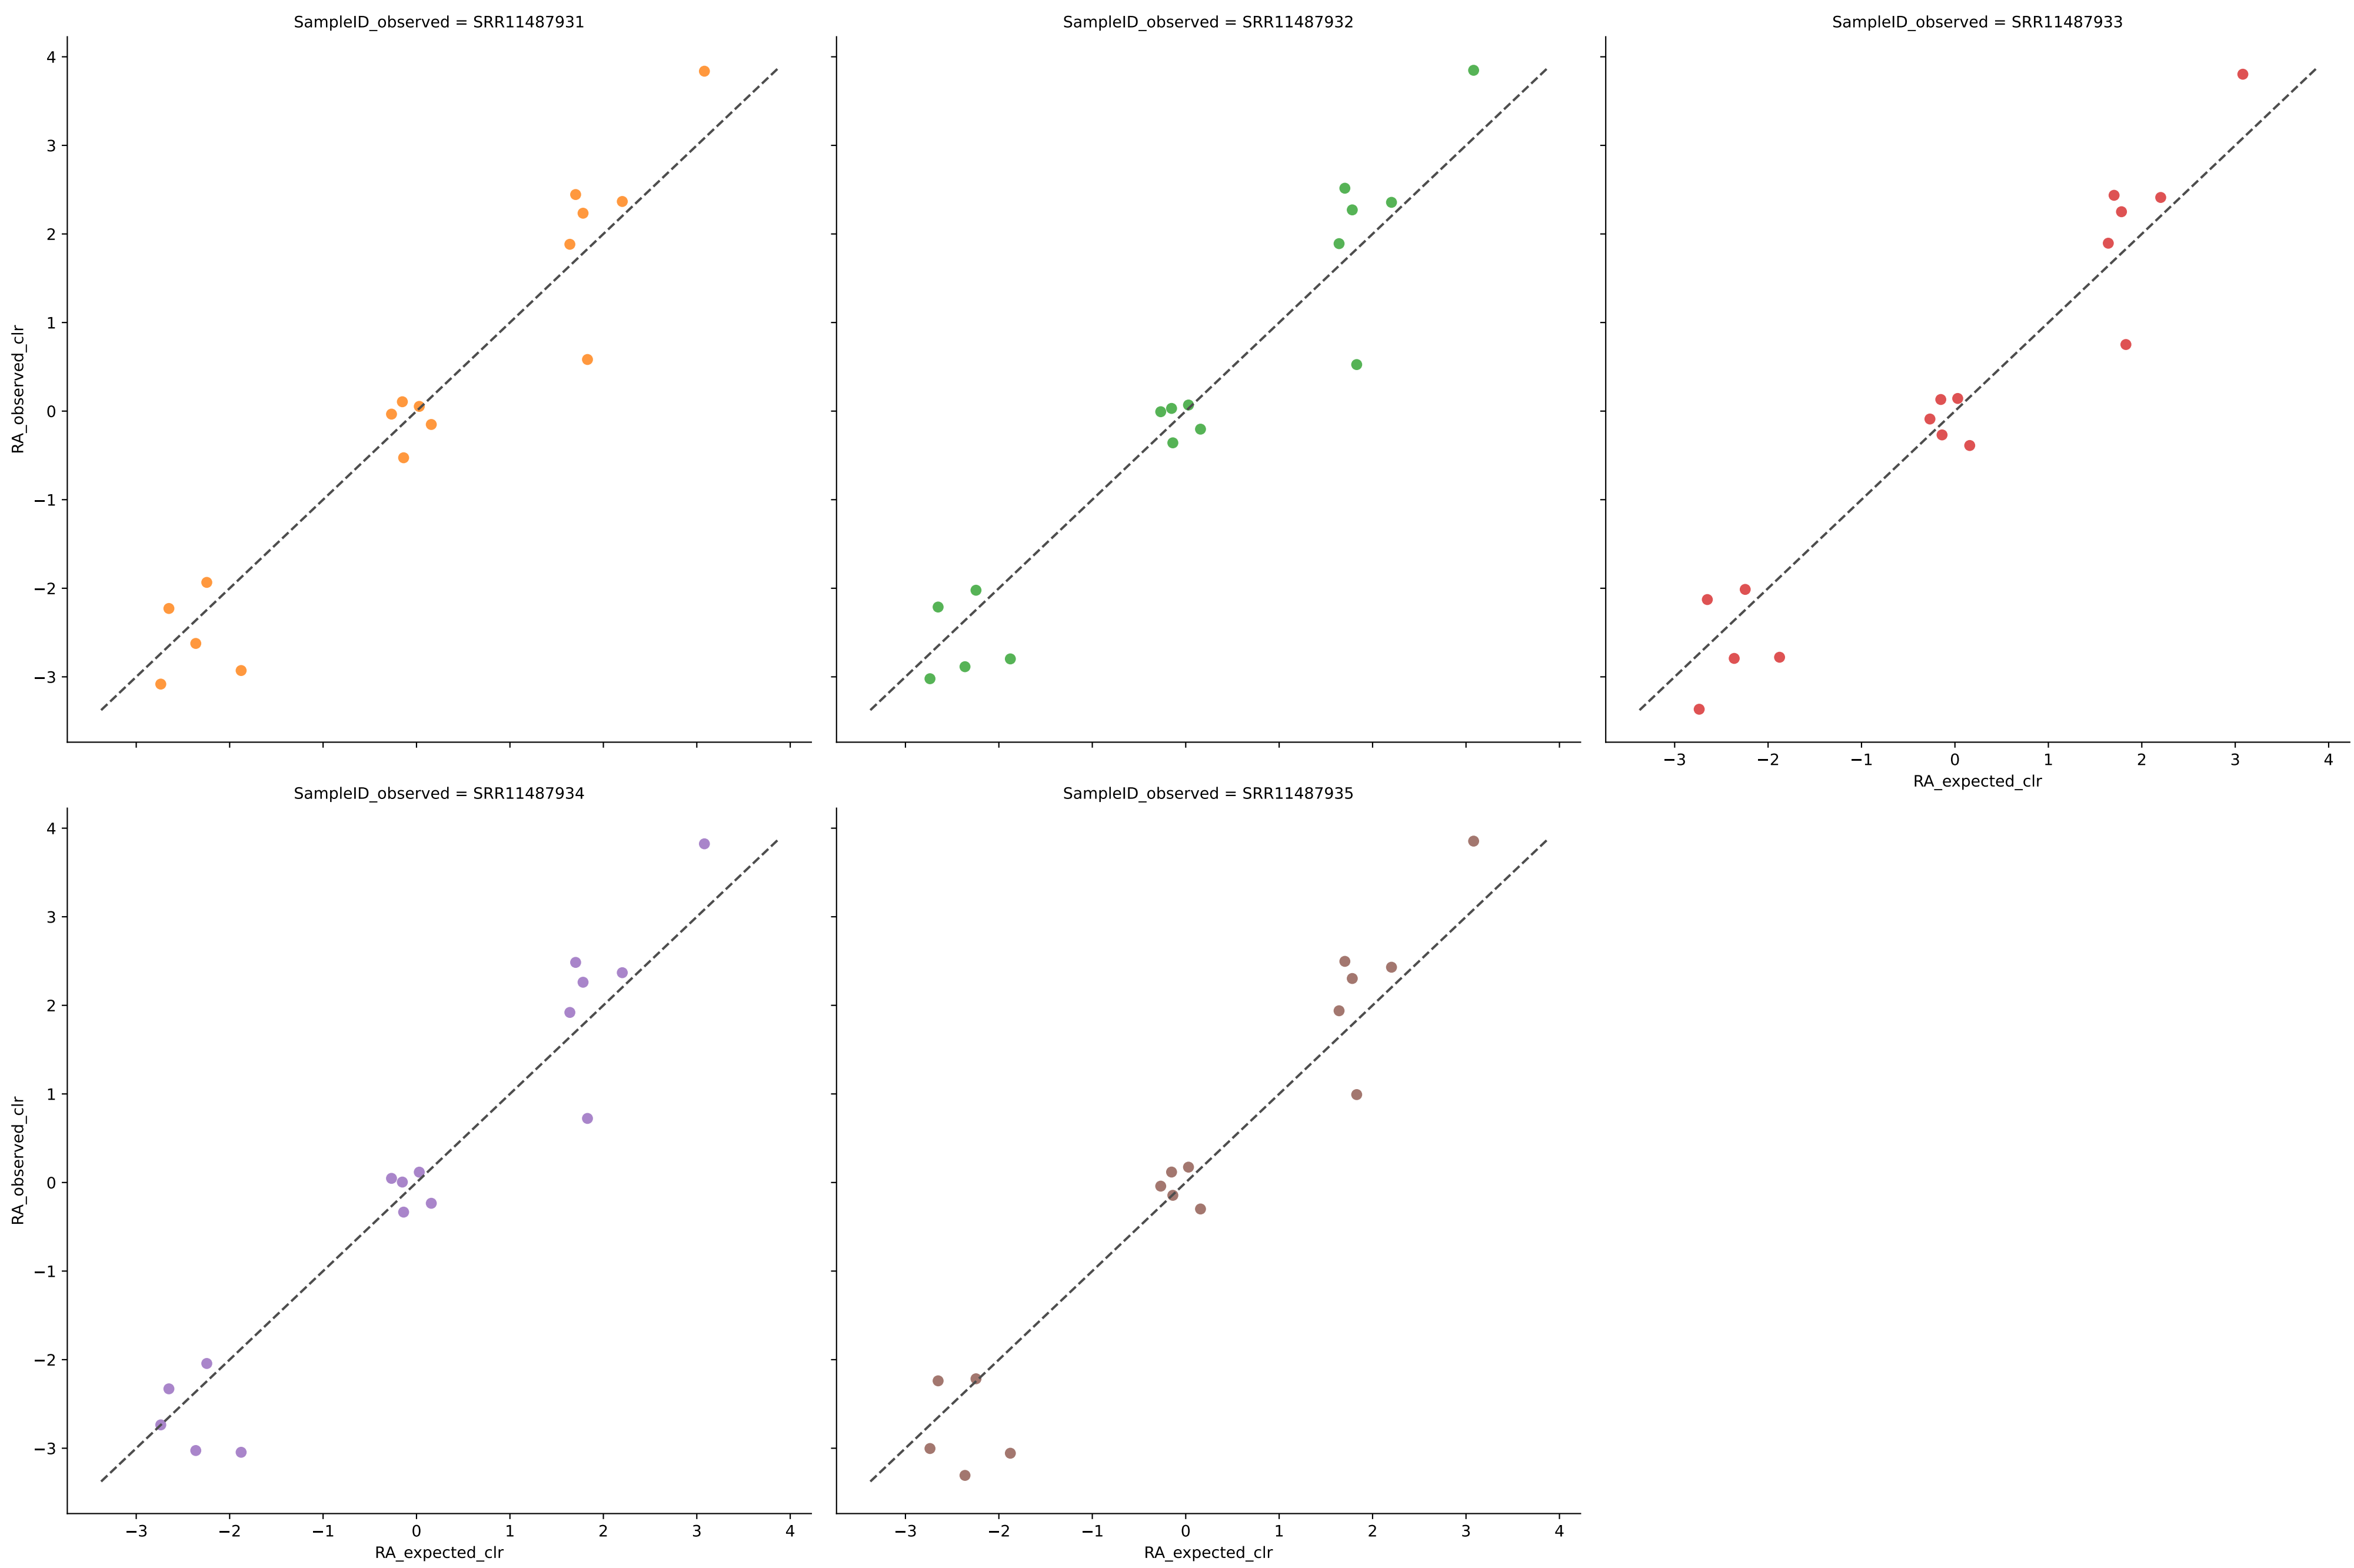 SampleID_observed = SRR11487931
SampleID_observed = SRR11487932
SampleID_observed = SRR11487933
4
3
2
1
0
−1
−2
−3
RA_observed_clr
−3 −2 −1 0 1 2 3 4
RA_expected_clr
SampleID_observed = SRR11487934
SampleID_observed = SRR11487935
4
3
2
1
0
−1
−2
−3
RA_observed_clr
−3 −2 −1 0 1 2 3 4
RA_expected_clr
−3 −2 −1 0 1 2 3 4
RA_expected_clr